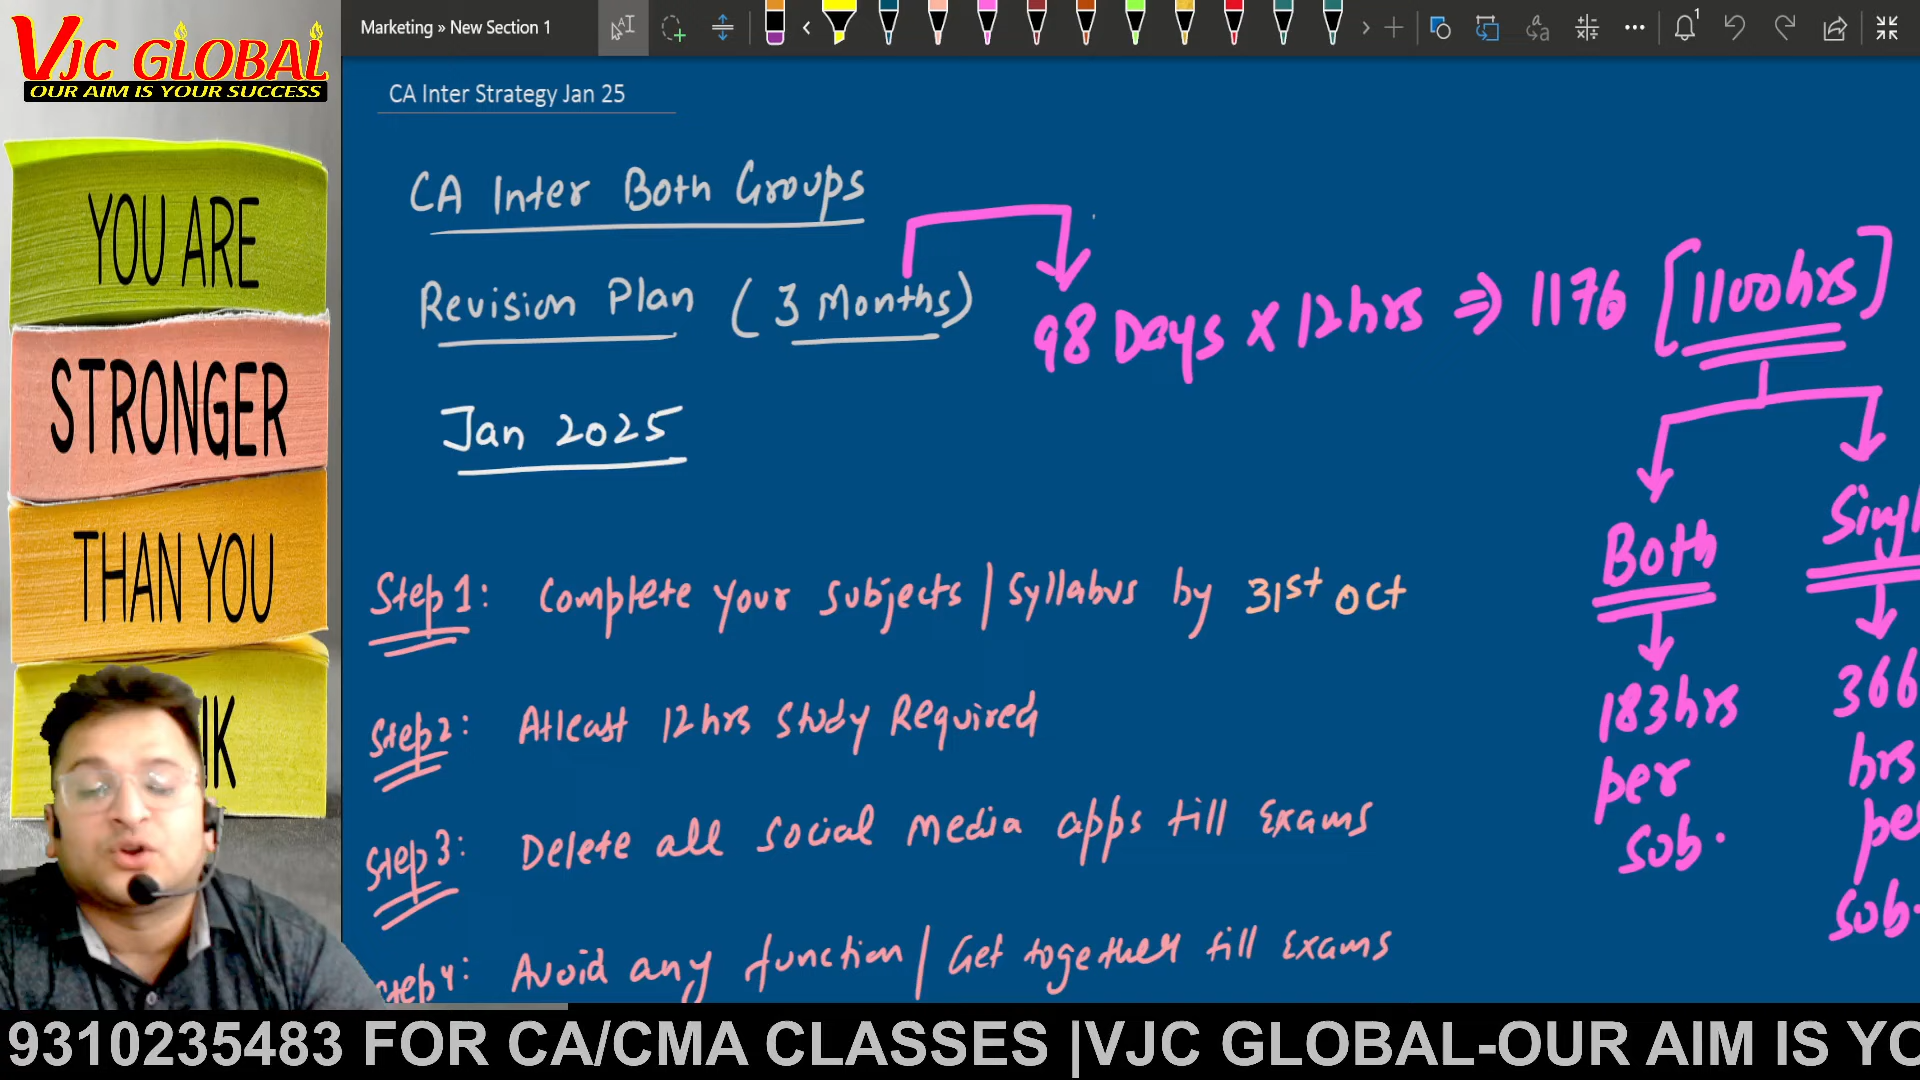 VJC GLOBAL
OUR AIM IS YOUR SUCCESS
YOU ARE
STRONGER
THAN YOU
Marketing » New Section 1
CA Inter Strategy Jan 25
CA Inter Both Groups
Revision Plan (3 Months)
98 Days x 12hrs ⇒ 1176 [1100hrs]
Jan 2025
Both
183hrs
per
sub.
366
hrs
sub.
Step 1: Complete your subjects / syllabus by 31st Oct
Step 2: Atleast 12hrs study Required
Step 3: Delete all social media apps till Exams
Step 4: Avoid any function / Get together till Exams
9310235483 FOR CA/CMA CLASSES |VJC GLOBAL-OUR AIM IS YO